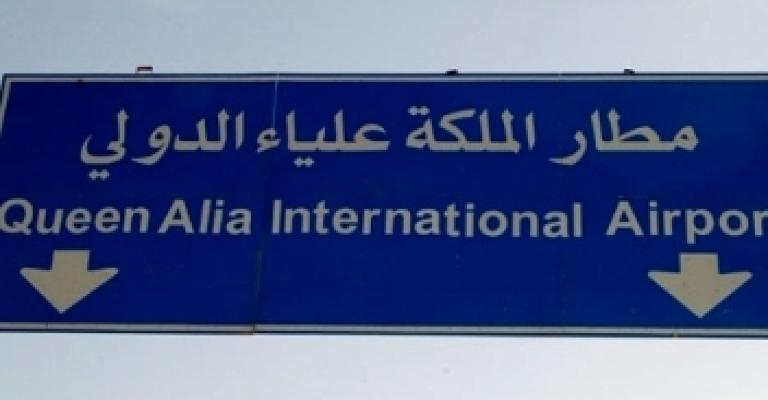 مطار الملكة علياء الدولي
Queen Alia International Airpor